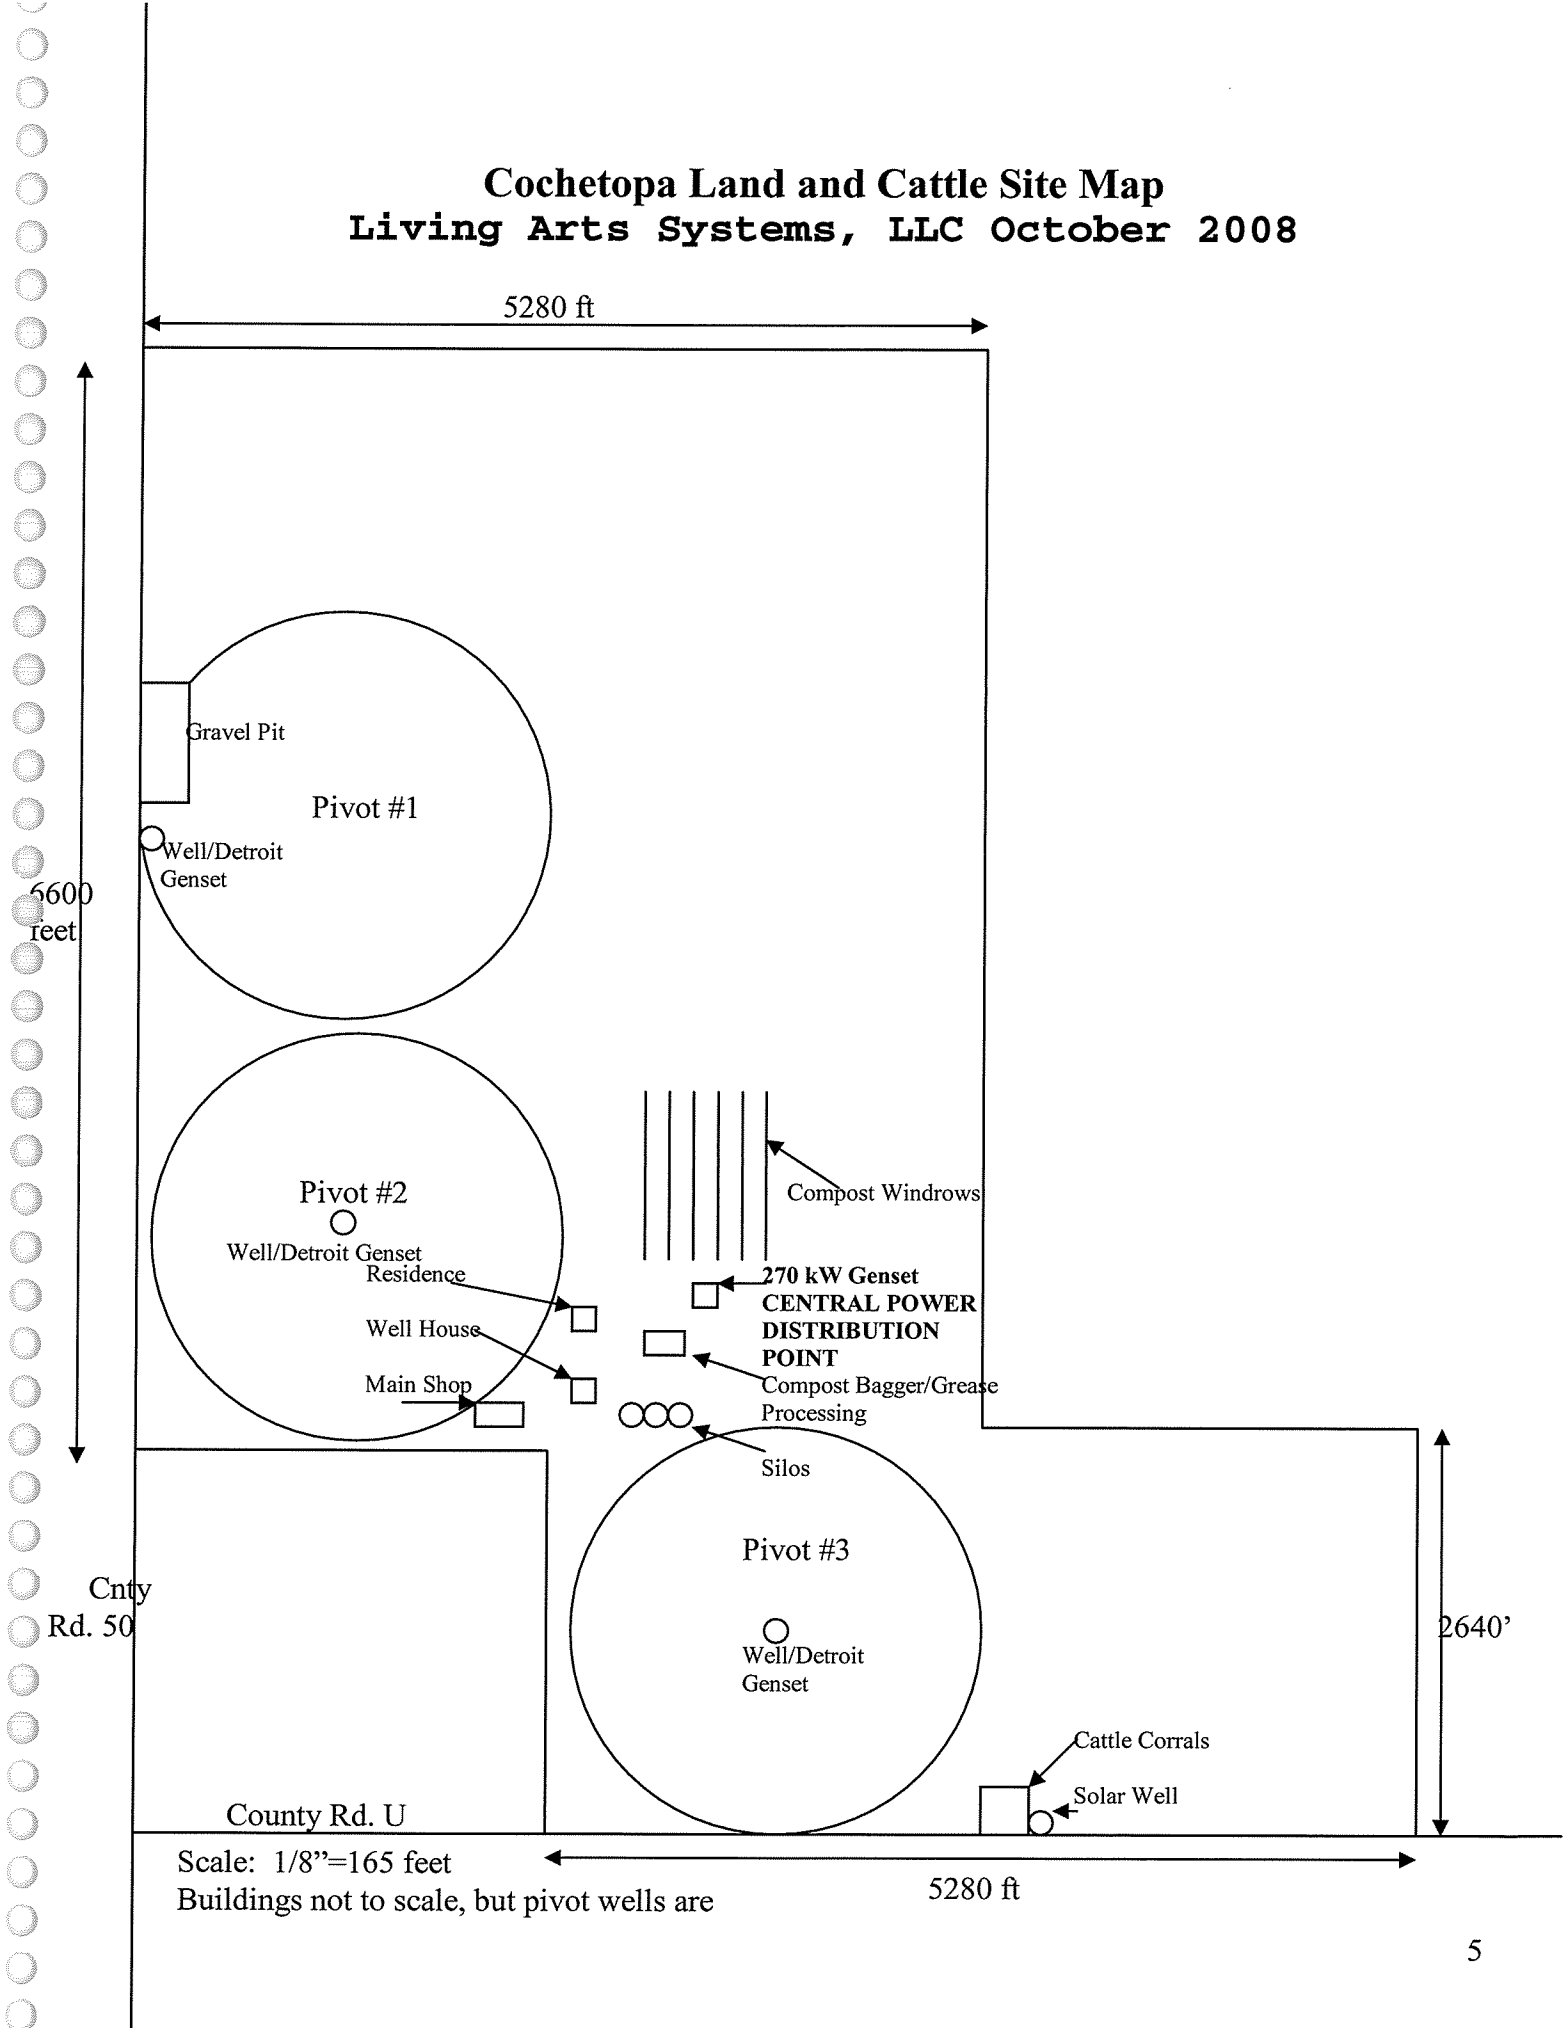 Cochetopa Land and Cattle Site Map
Living Arts Systems, LLC October 2008
5280 ft
Gravel Pit
Pivot #1
Well/Detroit
Genset
6600
feet
Pivot #2
Well/Detroit Genset
Compost Windrows
Residence
270 kW Genset
CENTRAL POWER
DISTRIBUTION
POINT
Well House
Main Shop
Compost Bagger/Grease
Processing
Silos
Pivot #3
Well/Detroit
Genset
Cnty
Rd. 50
2640’
Cattle Corrals
Solar Well
County Rd. U
Scale:  1/8”=165 feet
Buildings not to scale, but pivot wells are
5280 ft
5